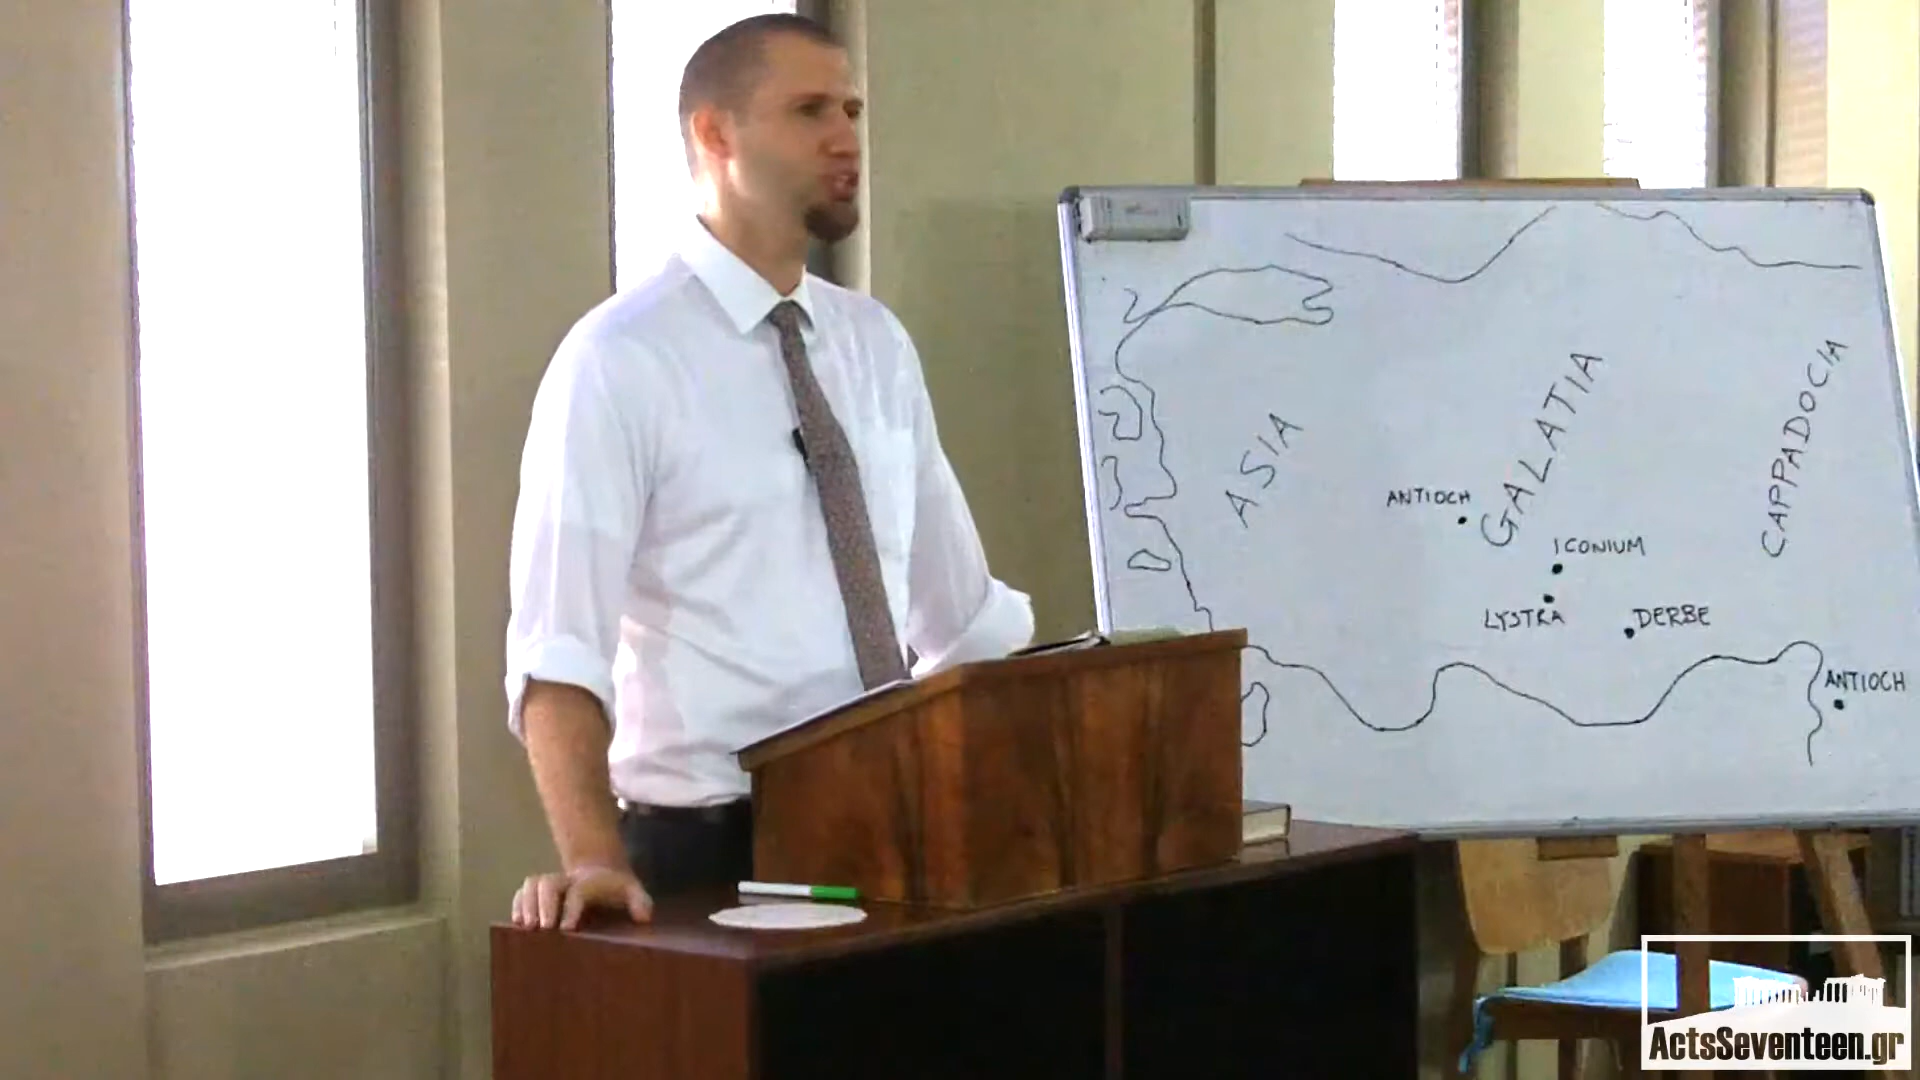 ASIA
GALATIA
CAPPADOCIA
ANTIOCH
ICONIUM
LYSTRA
DERBE
ANTIOCH
ActsSeventeen.gr